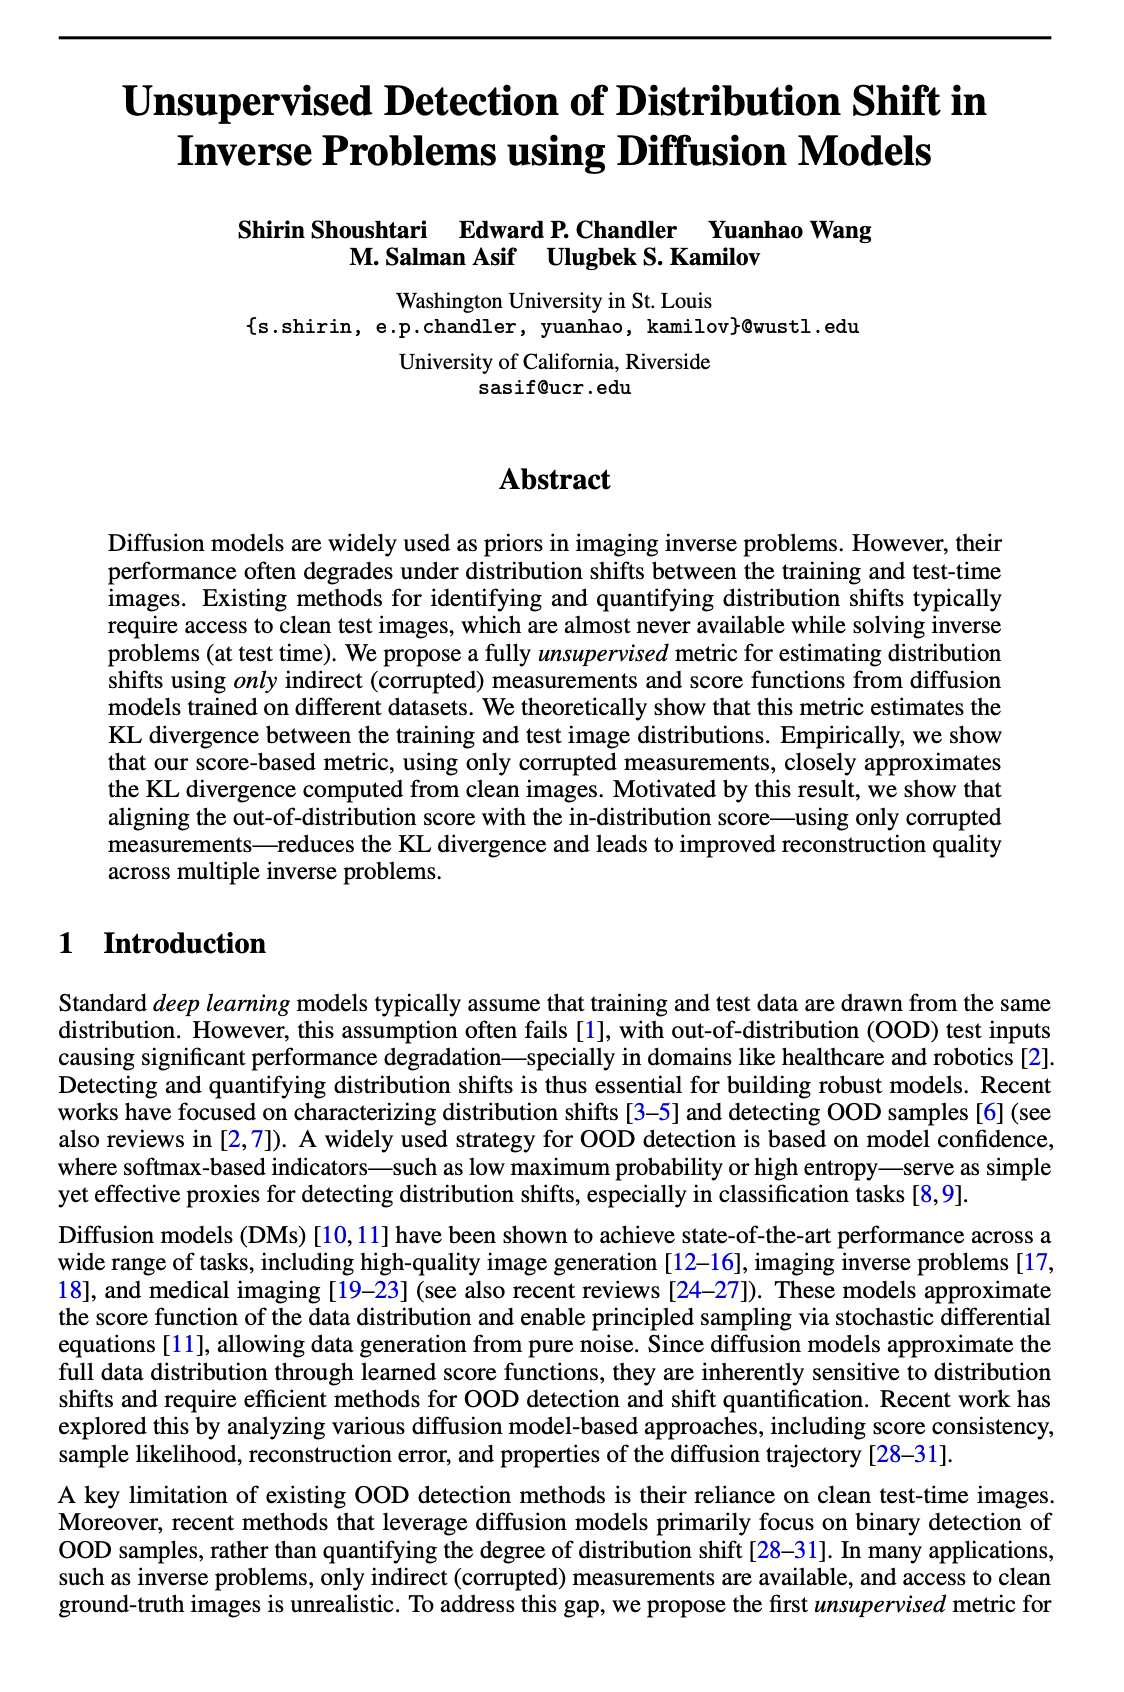 Unsupervised Detection of Distribution Shift in
Inverse Problems using Diffusion Models
Shirin Shoushtari Edward P. Chandler Yuanhao Wang
M. Salman Asif Ulugbek S. Kamilov
Washington University in St. Louis
{s.shirin, e.p.chandler, yuanhao, kamilov}@wustl.edu
University of California, Riverside
sasif@ucr.edu
Abstract
Diffusion models are widely used as priors in imaging inverse problems. However, their
performance often degrades under distribution shifts between the training and test-time
images. Existing methods for identifying and quantifying distribution shifts typically
require access to clean test images, which are almost never available while solving inverse
problems (at test time). We propose a fully unsupervised metric for estimating distribution
shifts using only indirect (corrupted) measurements and score functions from diffusion
models trained on different datasets. We theoretically show that this metric estimates the
KL divergence between the training and test image distributions. Empirically, we show
that our score-based metric, using only corrupted measurements, closely approximates
the KL divergence computed from clean images. Motivated by this result, we show that
aligning the out-of-distribution score with the in-distribution score—using only corrupted
measurements—reduces the KL divergence and leads to improved reconstruction quality
across multiple inverse problems.
1 Introduction
Standard deep learning models typically assume that training and test data are drawn from the same
distribution. However, this assumption often fails [1], with out-of-distribution (OOD) test inputs
causing significant performance degradation—specially in domains like healthcare and robotics [2].
Detecting and quantifying distribution shifts is thus essential for building robust models. Recent
works have focused on characterizing distribution shifts [3–5] and detecting OOD samples [6] (see
also reviews in [2,7]). A widely used strategy for OOD detection is based on model confidence,
where softmax-based indicators—such as low maximum probability or high entropy—serve as simple
yet effective proxies for detecting distribution shifts, especially in classification tasks [8,9].
Diffusion models (DMs) [10,11] have been shown to achieve state-of-the-art performance across a
wide range of tasks, including high-quality image generation [12–16], imaging inverse problems [17,
18], and medical imaging [19–23] (see also recent reviews [24–27]). These models approximate
the score function of the data distribution and enable principled sampling via stochastic differential
equations [11], allowing data generation from pure noise. Since diffusion models approximate the
full data distribution through learned score functions, they are inherently sensitive to distribution
shifts and require efficient methods for OOD detection and shift quantification. Recent work has
explored this by analyzing various diffusion model-based approaches, including score consistency,
sample likelihood, reconstruction error, and properties of the diffusion trajectory [28–31].
A key limitation of existing OOD detection methods is their reliance on clean test-time images.
Moreover, recent methods that leverage diffusion models primarily focus on binary detection of
OOD samples, rather than quantifying the degree of distribution shift [28–31]. In many applications,
such as inverse problems, only indirect (corrupted) measurements are available, and access to clean
ground-truth images is unrealistic. To address this gap, we propose the first unsupervised metric for